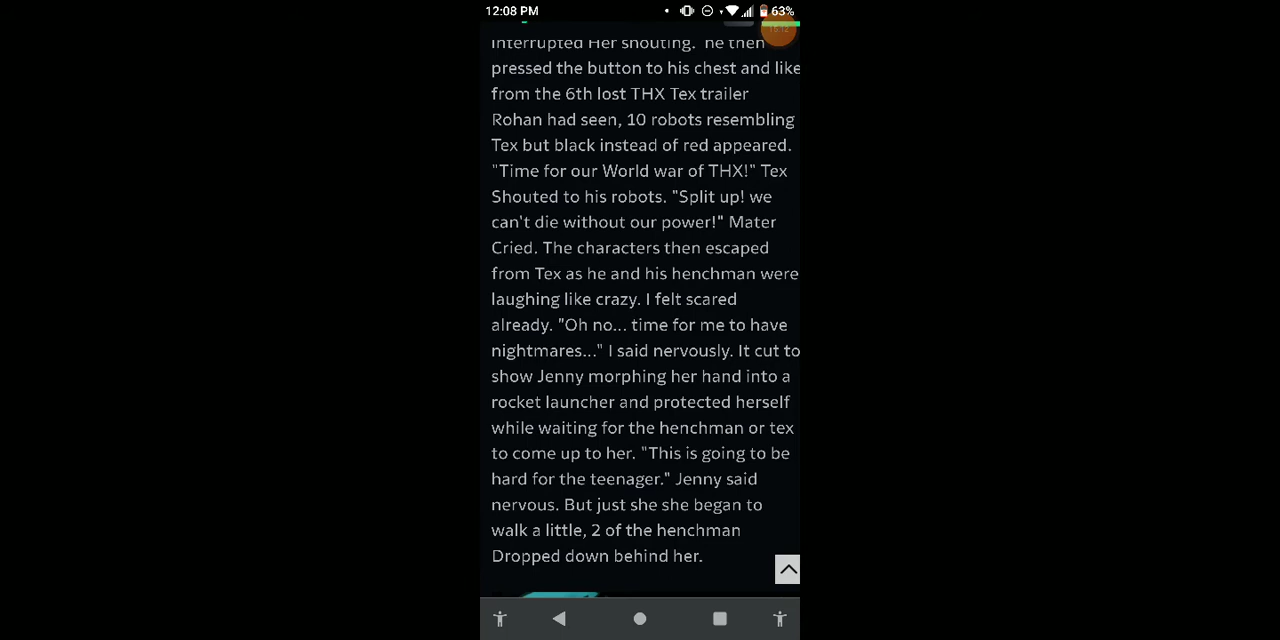 12:08 PM
63%
15:12
interrupted Her shouting. he then
pressed the button to his chest and like
from the 6th lost THX Tex trailer
Rohan had seen, 10 robots resembling
Tex but black instead of red appeared.
"Time for our World war of THX!" Tex
Shouted to his robots. "Split up! we
can't die without our power!" Mater
Cried. The characters then escaped
from Tex as he and his henchman were
laughing like crazy. I felt scared
already. "Oh no... time for me to have
nightmares..." I said nervously. It cut to
show Jenny morphing her hand into a
rocket launcher and protected herself
while waiting for the henchman or tex
to come up to her. "This is going to be
hard for the teenager." Jenny said
nervous. But just she she began to
walk a little, 2 of the henchman
Dropped down behind her.